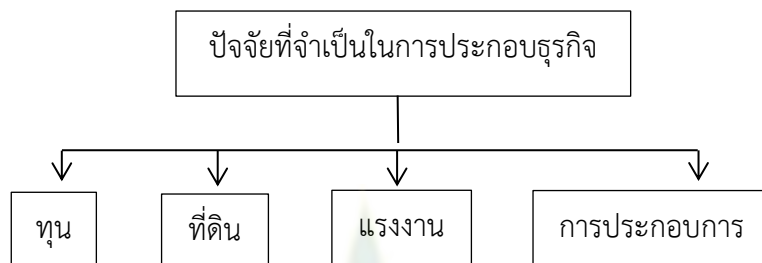 ปัจจัยที่จำเป็นในการประกอบธุรกิจ
ทุน
ที่ดิน
แรงงาน
การประกอบการ